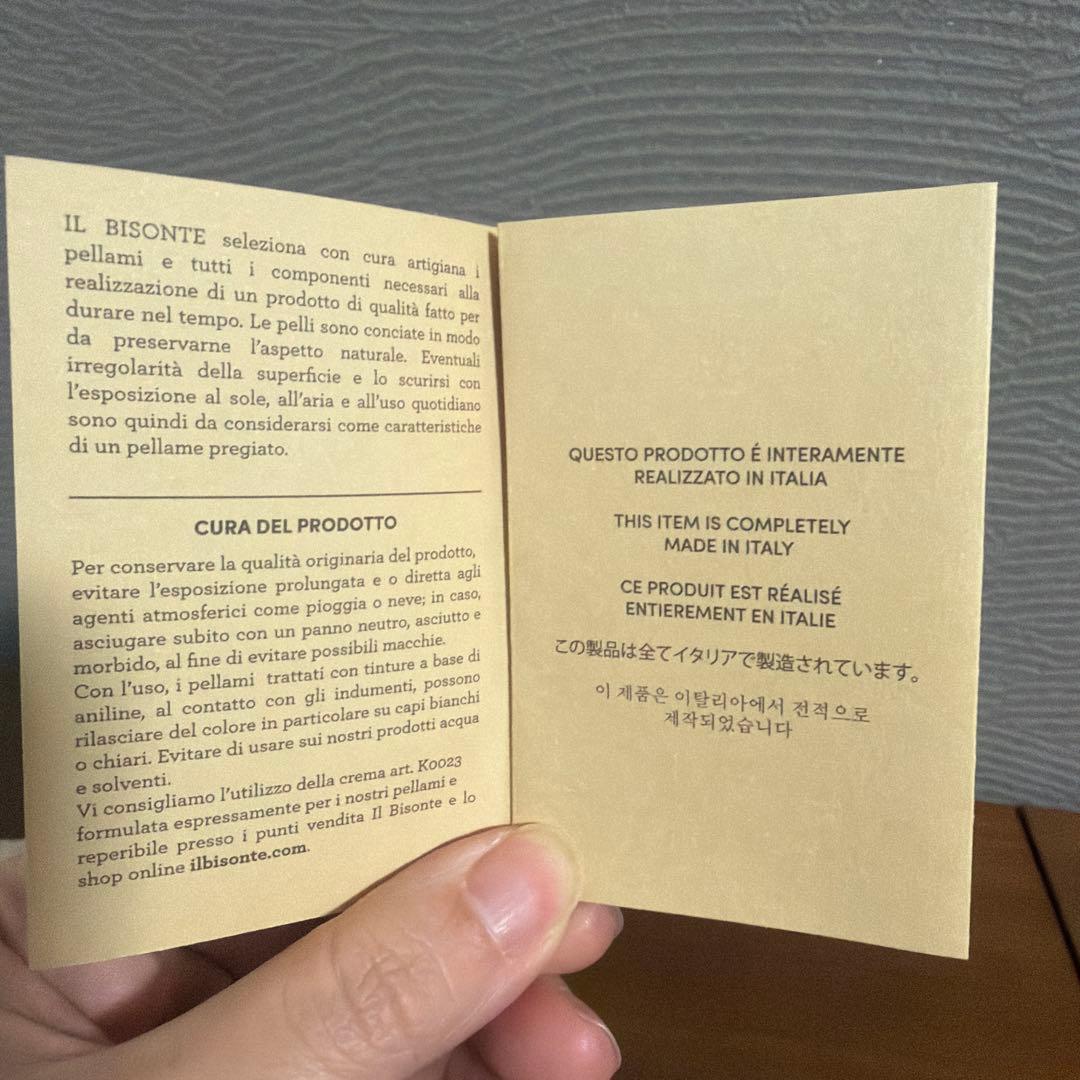 IL BISONTE seleziona con cura artigiana i
pellami e tutti i componenti necessari alla
realizzazione di un prodotto di qualità fatto per
durare nel tempo. Le pelli sono conciate in modo
da preservarne l'aspetto naturale. Eventuali
irregolarità della superficie e lo scurirsi con
l'esposizione al sole, all'aria e all'uso quotidiano
sono quindi da considerarsi come caratteristiche
di un pellame pregiato.
CURA DEL PRODOTTO
Per conservare la qualità originaria del prodotto,
evitare l'esposizione prolungata e o diretta agli
agenti atmosferici come pioggia o neve; in caso,
asciugare subito con un panno neutro, asciutto e
morbido, al fine di evitare possibili macchie.
Con l'uso, i pellami trattati con tinture a base di
aniline, al contatto con gli indumenti, possono
rilasciare del colore in particolare su capi bianchi
o chiari. Evitare di usare sui nostri prodotti acqua
e solventi.
Vi consigliamo l'utilizzo della crema art. K0023
formulata espressamente per i nostri pellami e
reperibile presso i punti vendita Il Bisonte e lo
shop online ilbisonte.com.
QUESTO PRODOTTO É INTERAMENTE
REALIZZATO IN ITALIA
THIS ITEM IS COMPLETELY
MADE IN ITALY
CE PRODUIT EST RÉALISÉ
ENTIEREMENT EN ITALIE
この製品は全てイタリアで製造されています。
이 제품은 이탈리아에서 전적으로
제작되었습니다